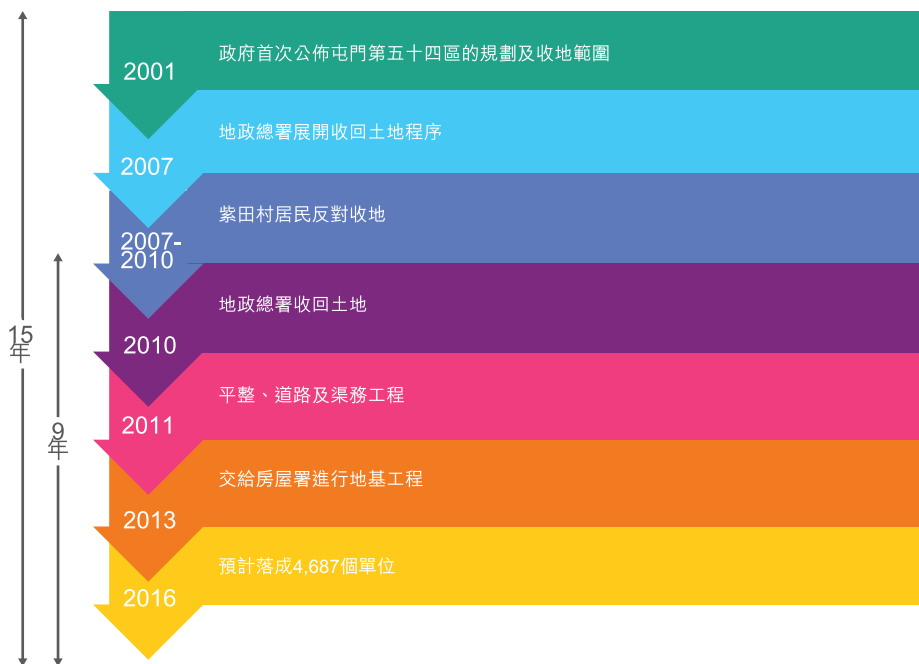 2001
政府首次公佈屯門第五十四區的規劃及收地範圍
2007
地政總署展開收回土地程序
2007-
2010
紫田村居民反對收地
2010
地政總署收回土地
2011
平整、道路及渠務工程
2013
交給房屋署進行地基工程
2016
預計落成4,687個單位
15
年
9
年